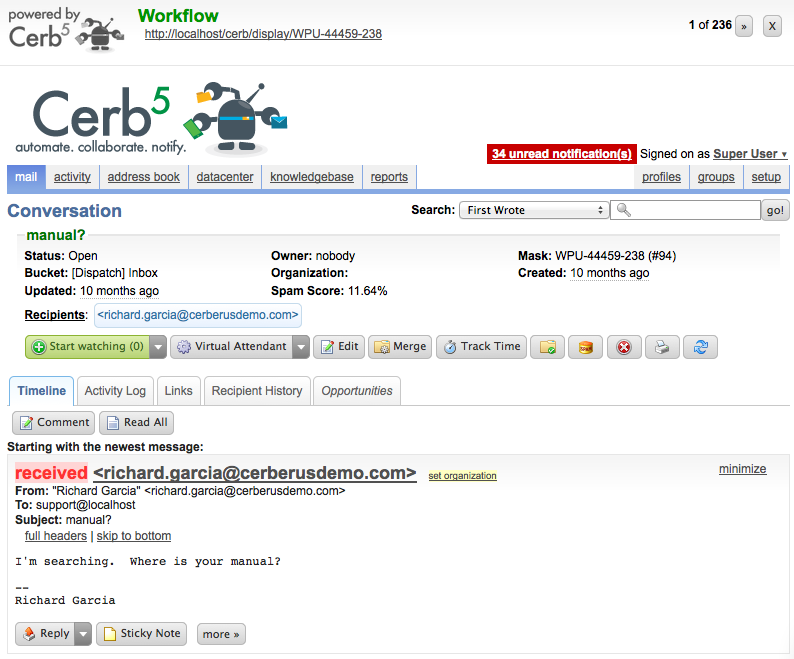 powered by
Cerb5
Workflow
http://localhost/cerb/display/WPU-44459-238
1 of 236 » X
Cerb5
automate. collaborate. notify.
34 unread notification(s) Signed on as Super User ▾
mail activity address book datacenter knowledgebase reports profiles groups setup
Conversation Search: First Wrote go!
manual?
Status: Open Owner: nobody Mask: WPU-44459-238 (#94)
Bucket: [Dispatch] Inbox Organization: Created: 10 months ago
Updated: 10 months ago Spam Score: 11.64%
Recipients: <richard.garcia@cerberusdemo.com>
Start watching (0) Virtual Attendant Edit Merge Track Time SPAM
Timeline Activity Log Links Recipient History Opportunities
Comment Read All
Starting with the newest message:
received <richard.garcia@cerberusdemo.com> set organization minimize
From: "Richard Garcia" <richard.garcia@cerberusdemo.com>
To: support@localhost
Subject: manual?
full headers | skip to bottom
I'm searching.  Where is your manual?
--
Richard Garcia
Reply Sticky Note more »